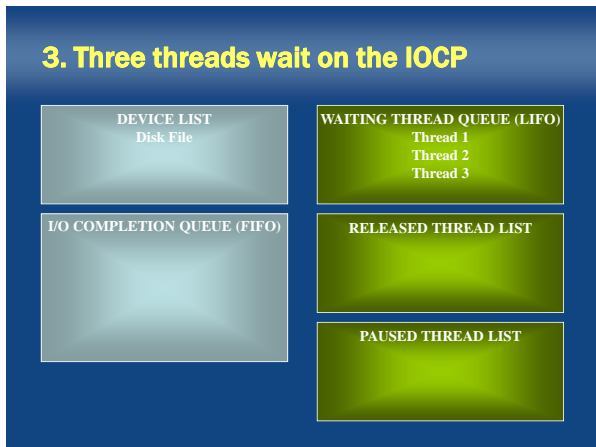 3. Three threads wait on the IOCP
DEVICE LIST
Disk File
I/O COMPLETION QUEUE (FIFO)
WAITING THREAD QUEUE (LIFO)
Thread 1
Thread 2
Thread 3
RELEASED THREAD LIST
PAUSED THREAD LIST